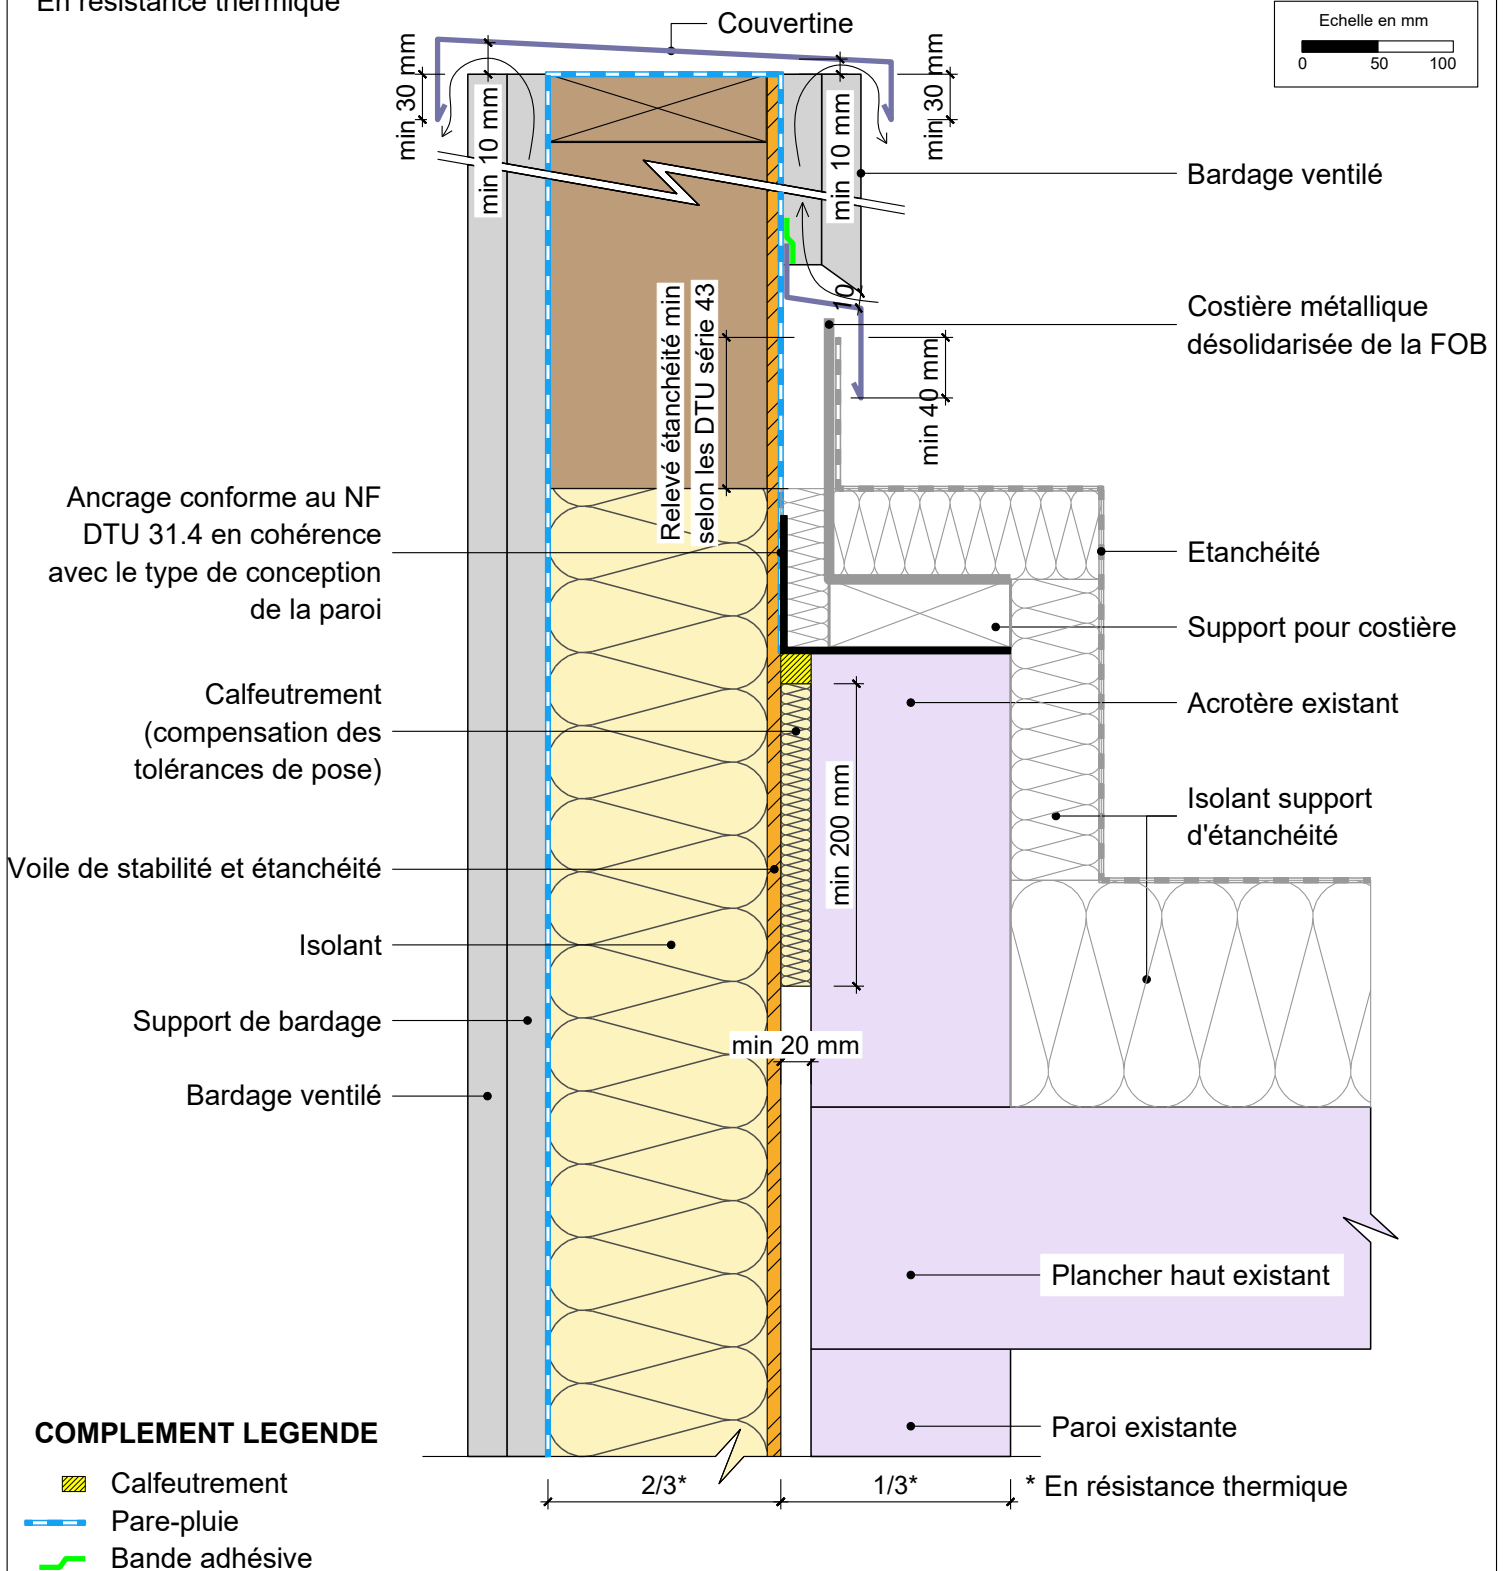 En résistance thermique
Couvertine
Echelle en mm
0 50 100
min 30 mm
min 10 mm
min 10 mm
min 30 mm
Bardage ventilé
10
Relevé étanchéité min
selon les DTU série 43
Costière métallique
désolidarisée de la FOB
min 40 mm
Ancrage conforme au NF
DTU 31.4 en cohérence
avec le type de conception
de la paroi
Etanchéité
Support pour costière
Calfeutrement
(compensation des
tolérances de pose)
Acrotère existant
min 200 mm
Isolant support
d'étanchéité
Voile de stabilité et étanchéité
Isolant
Support de bardage
min 20 mm
Bardage ventilé
Plancher haut existant
Paroi existante
2/3*
1/3*
* En résistance thermique
COMPLEMENT LEGENDE
Calfeutrement
Pare-pluie
Bande adhésive